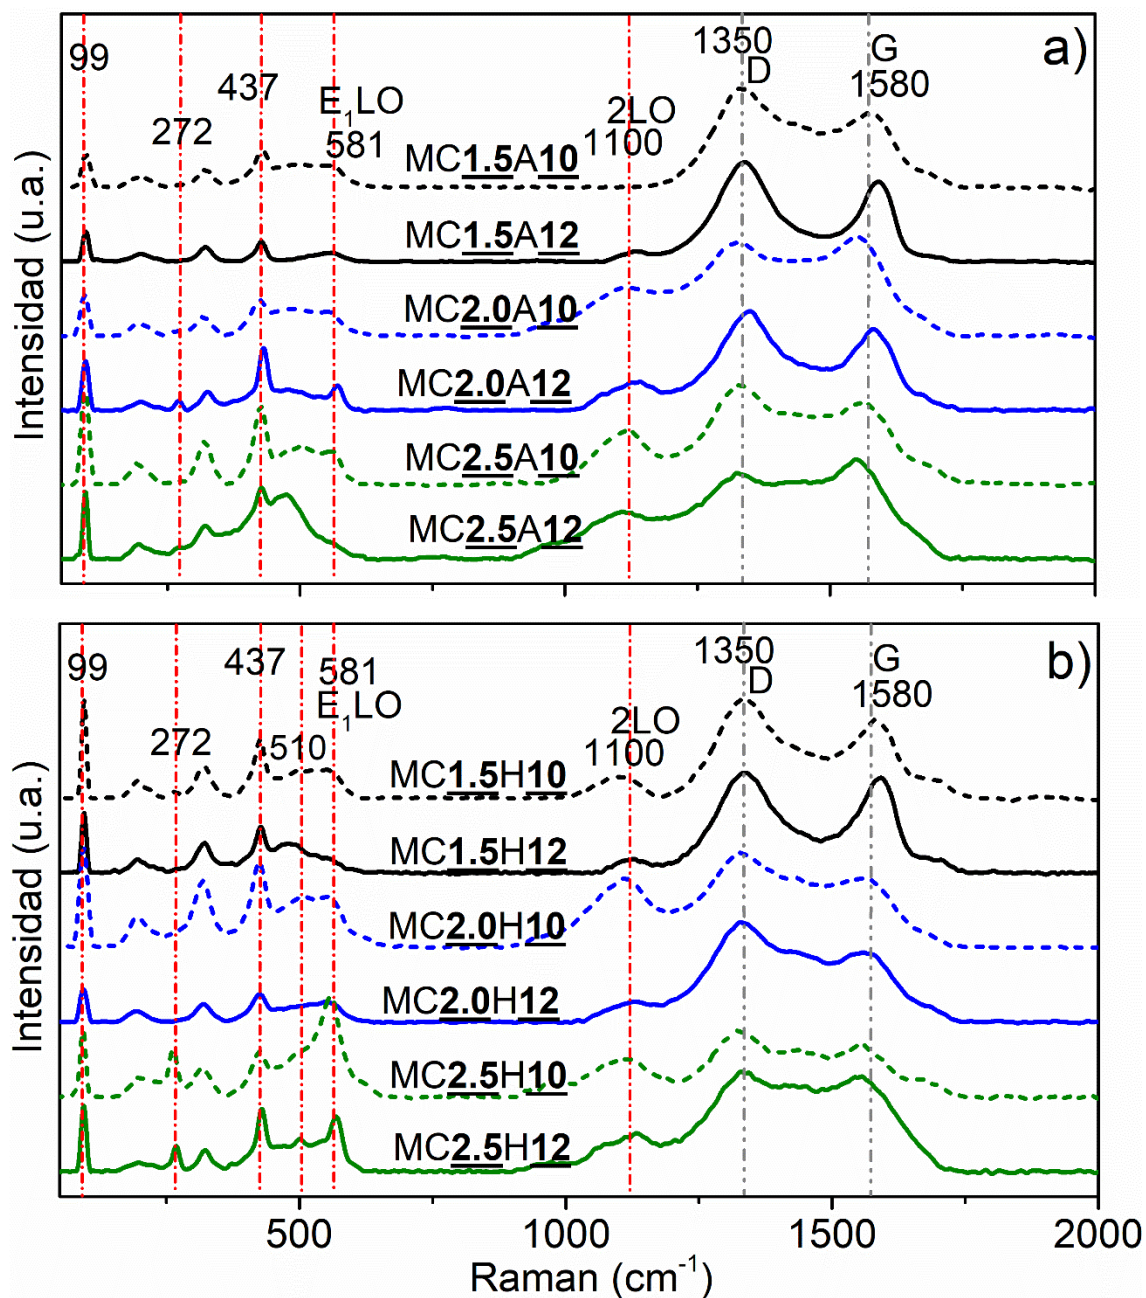 a)
1350
D
G
1580
99
437
272
E₁LO
581
2LO
1100
MC1.5A10
MC1.5A12
MC2.0A10
MC2.0A12
MC2.5A10
MC2.5A12
Intensidad (u.a.)
b)
1350
D
G
1580
99
437
581
E₁LO
272
510
2LO
1100
MC1.5H10
MC1.5H12
MC2.0H10
MC2.0H12
MC2.5H10
MC2.5H12
Intensidad (u.a.)
500
1000
1500
2000
Raman (cm⁻¹)